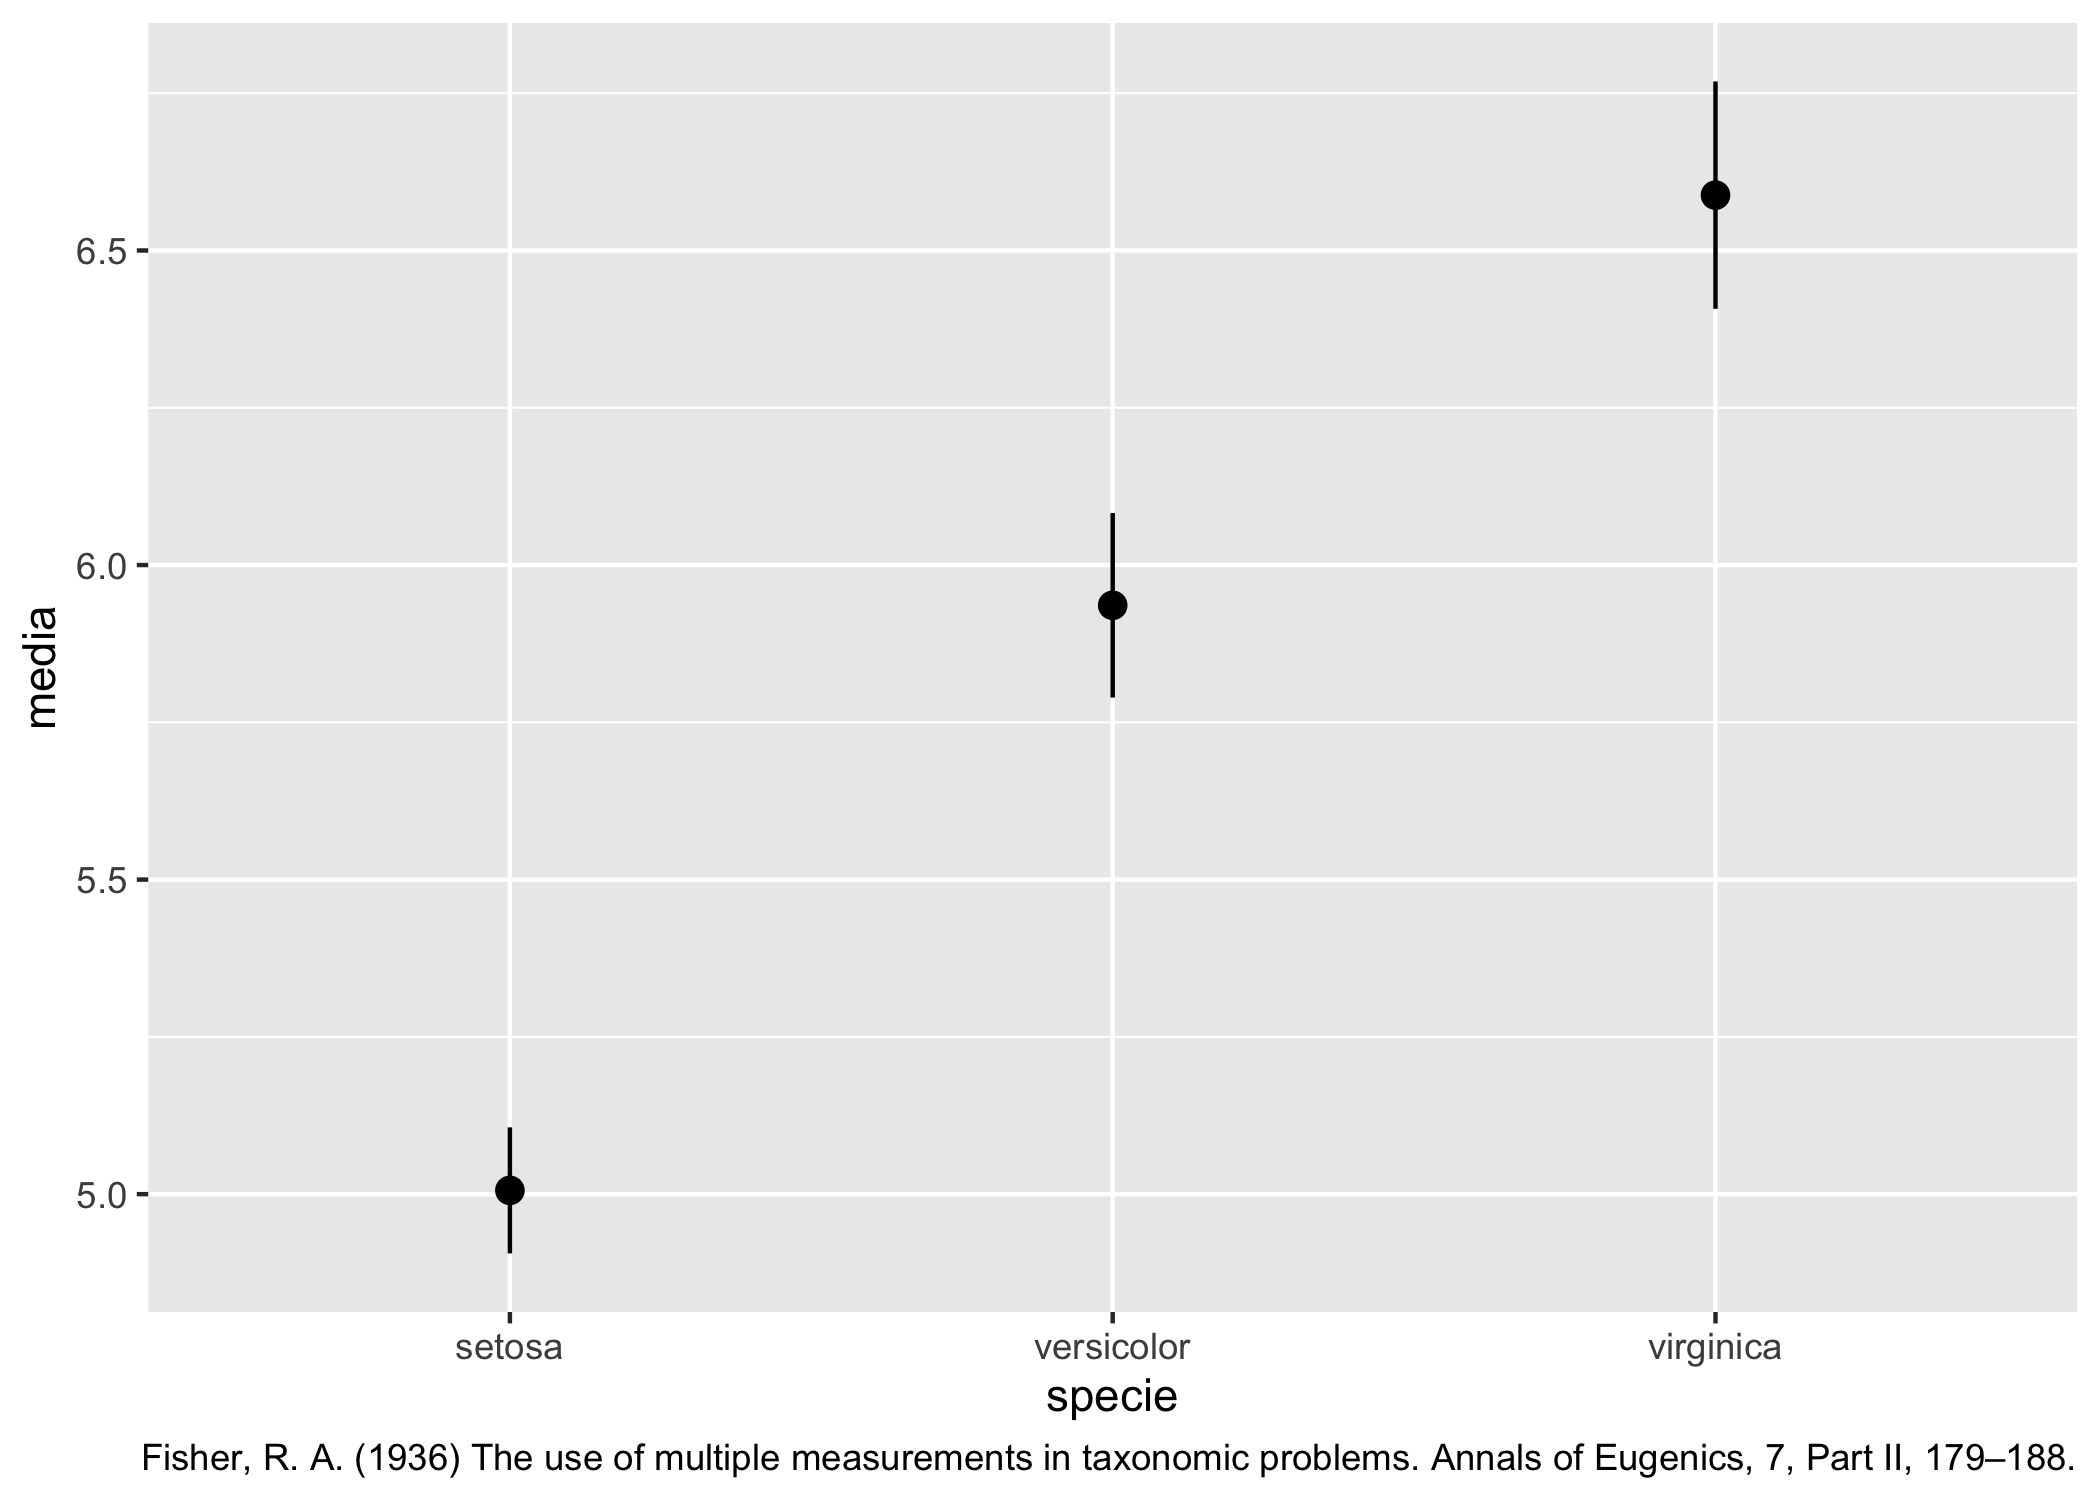 media
6.5
6.0
5.5
5.0
setosa versicolor virginica
specie
Fisher, R. A. (1936) The use of multiple measurements in taxonomic problems. Annals of Eugenics, 7, Part II, 179–188.